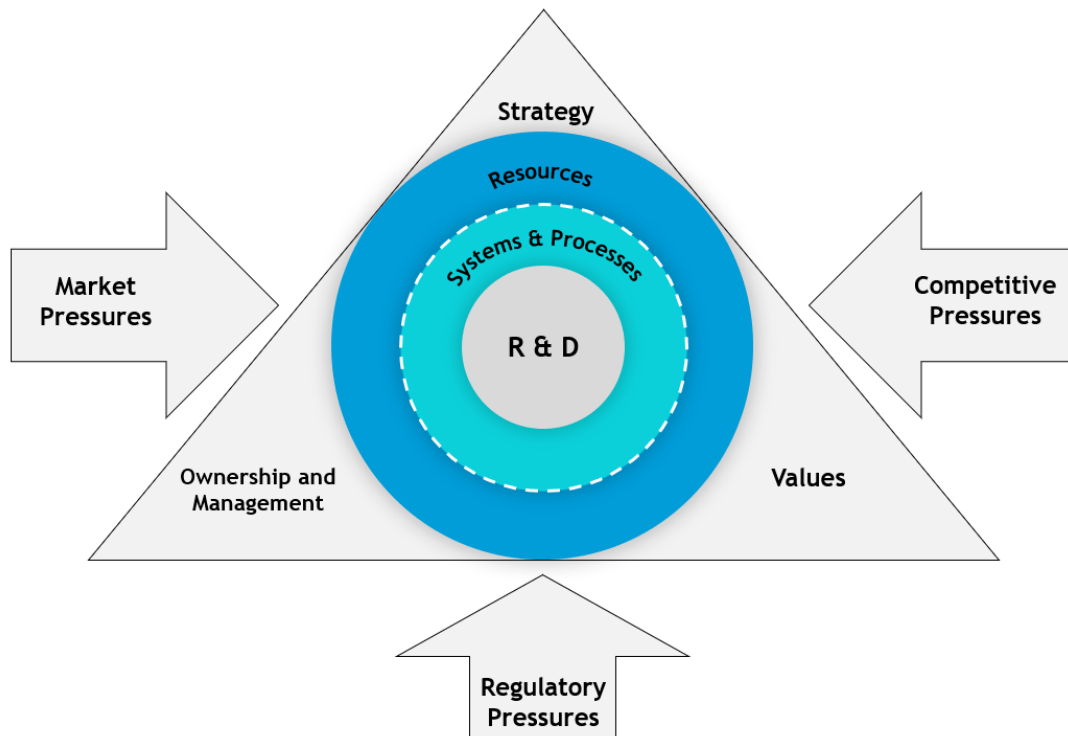 Strategy
Resources
Systems & Processes
R & D
Market
Pressures
Competitive
Pressures
Ownership and
Management
Values
Regulatory
Pressures